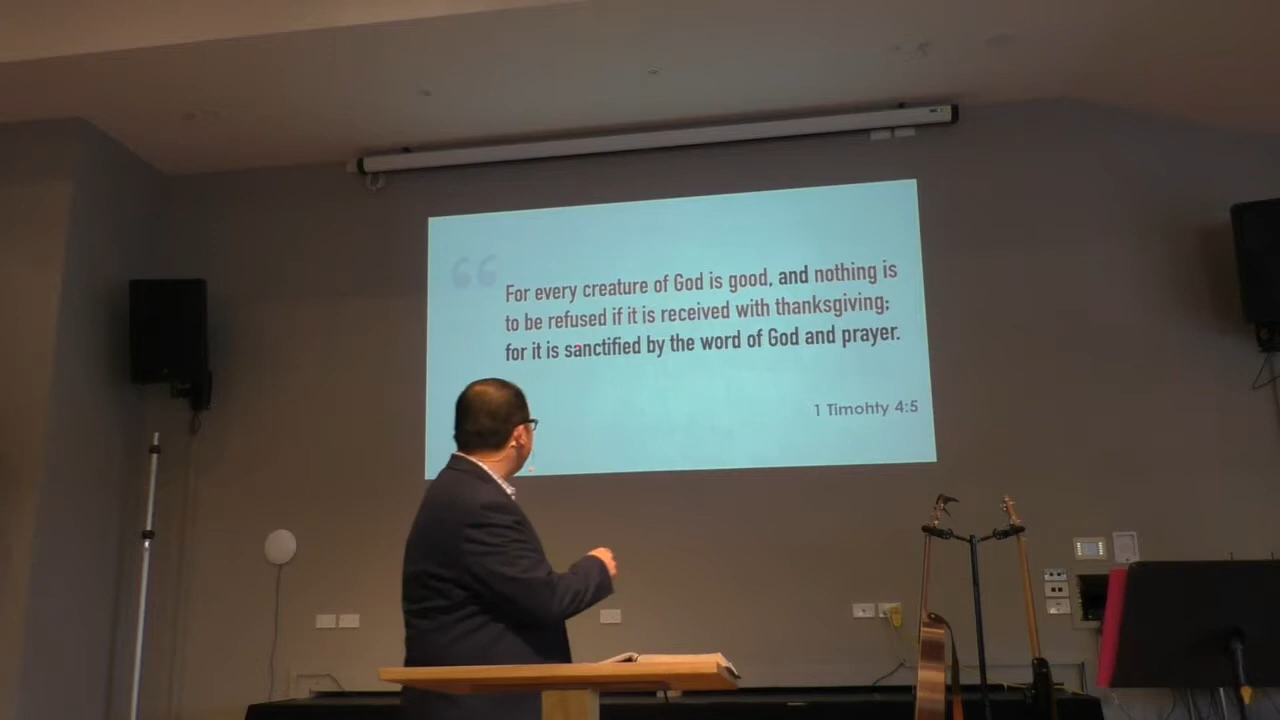 “
For every creature of God is good, and nothing is
to be refused if it is received with thanksgiving;
for it is sanctified by the word of God and prayer.
1 Timohty 4:5